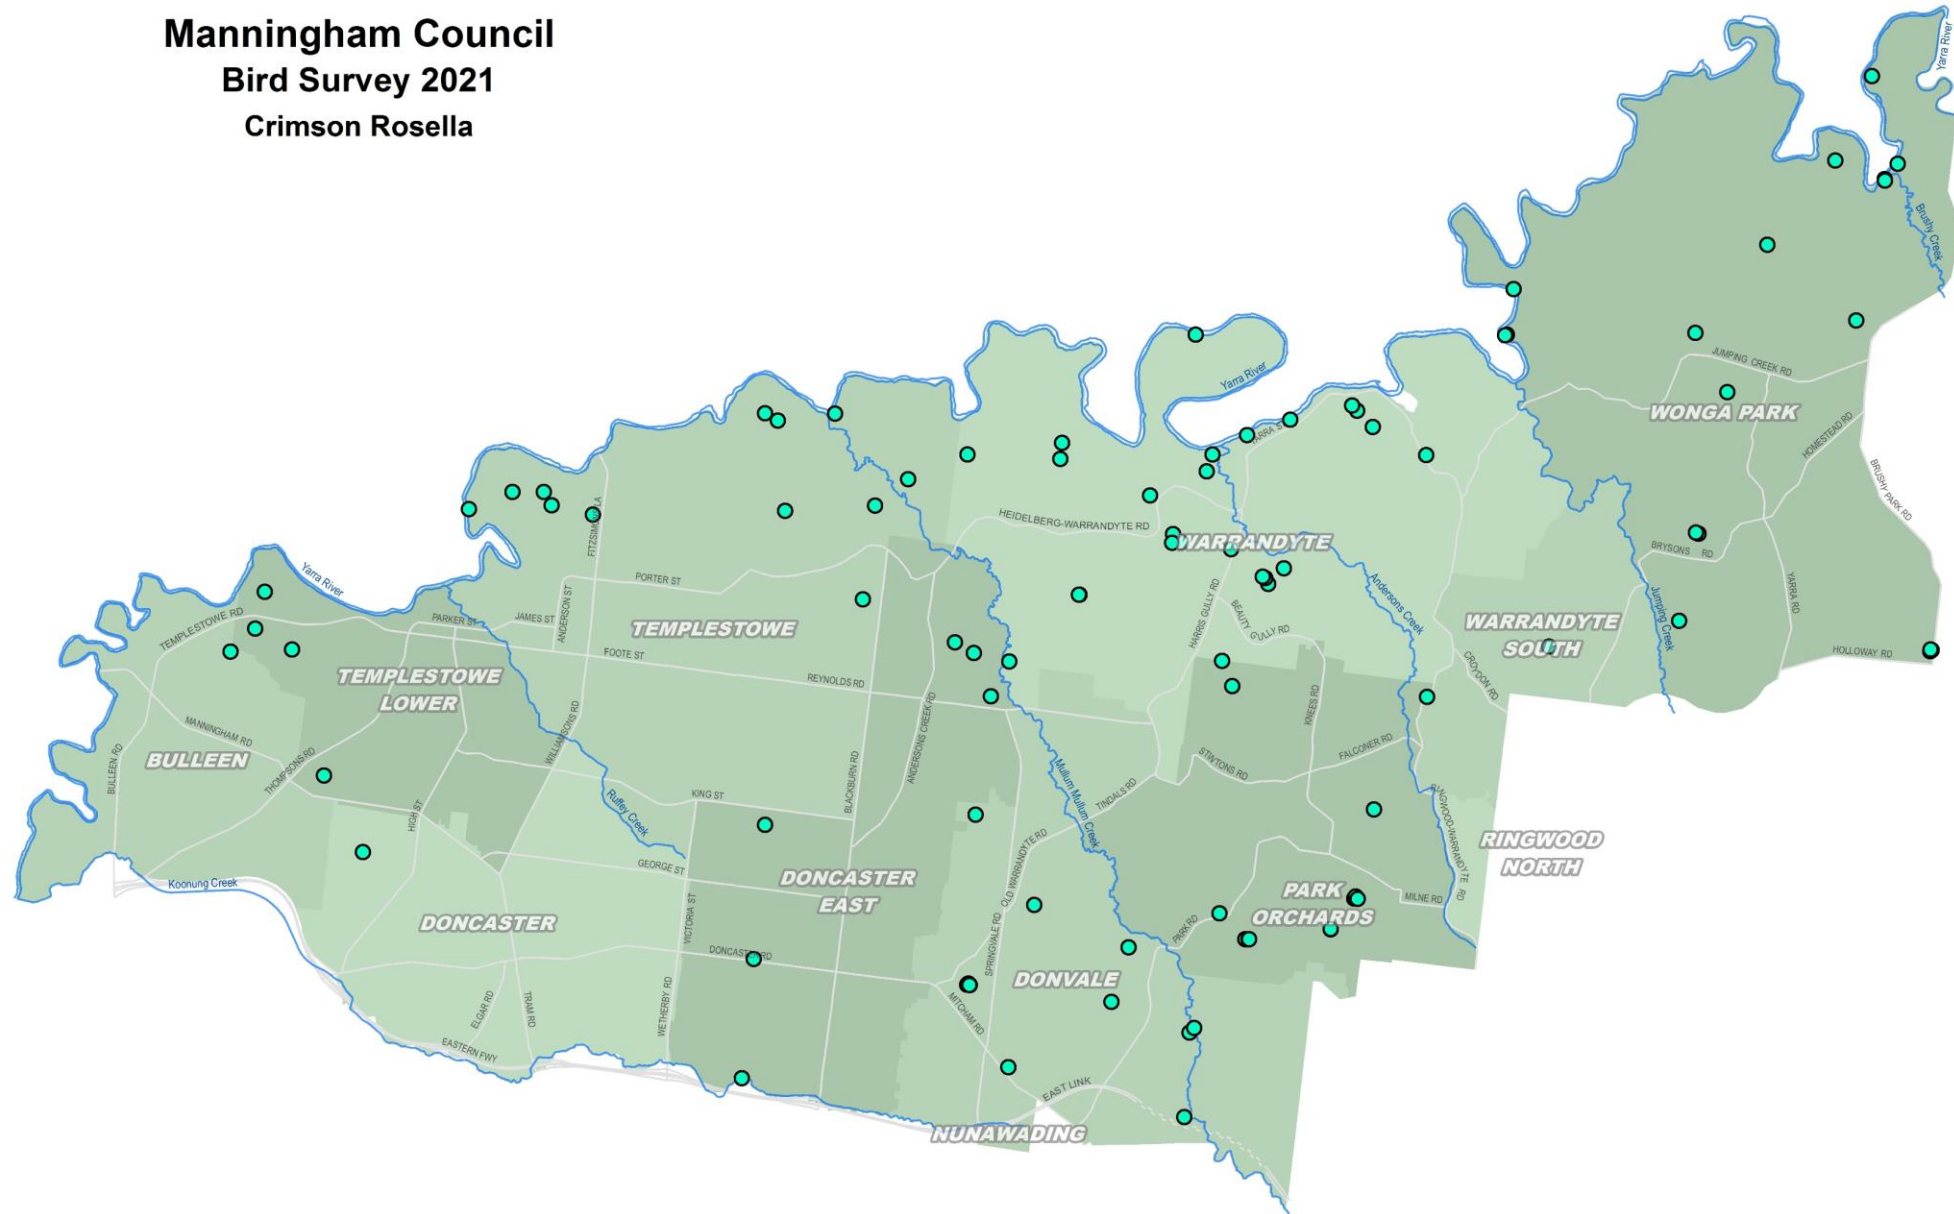 Manningham Council
Bird Survey 2021
Crimson Rosella
Yarra River
Brushy Creek
JUMPING CREEK RD
WONGA PARK
HOMESTEAD RD
BRUSHY PARK RD
Yarra River
YARRA S
HEIDELBERG-WARRANDYTE RD
WARRANDYTE
BRYSONS RD
YARRA RD
Jumping Creek
HOLLOWAY RD
WARRANDYTE
SOUTH
Andersons Creek
CROYDON RD
HARRIS GULLY RD
BEAUTY GULLY RD
FITZSIMONS LA
Yarra River
PORTER ST
ANDERSON ST
JAMES ST
PARKER ST
TEMPLESTOWE RD
TEMPLESTOWE
FOOTE ST
REYNOLDS RD
TEMPLESTOWE
LOWER
MANNINGHAM RD
BULLEEN
BULLEEN RD
THOMPSONS RD
WILLIAMSONS RD
HIGH ST
Ruffey Creek
KING ST
BLACKBURN RD
ANDERSONS CREEK RD
Mullum Mullum Creek
TINDALS RD
STINTONS RD
KNEES RD
FALCONER RD
RINGWOOD-WARRANDYTE RD
RINGWOOD
NORTH
MILNE RD
PARK
ORCHARDS
PARK RD
OLD WARRANDYTE RD
SPRINGVALE RD
GEORGE ST
DONCASTER
EAST
VICTORIA ST
DONCASTER
DONCASTER RD
Koonung Creek
ELGAR RD
TRAM RD
WETHERBY RD
EASTERN FWY
DONVALE
MITCHAM RD
EAST LINK
NUNAWADING